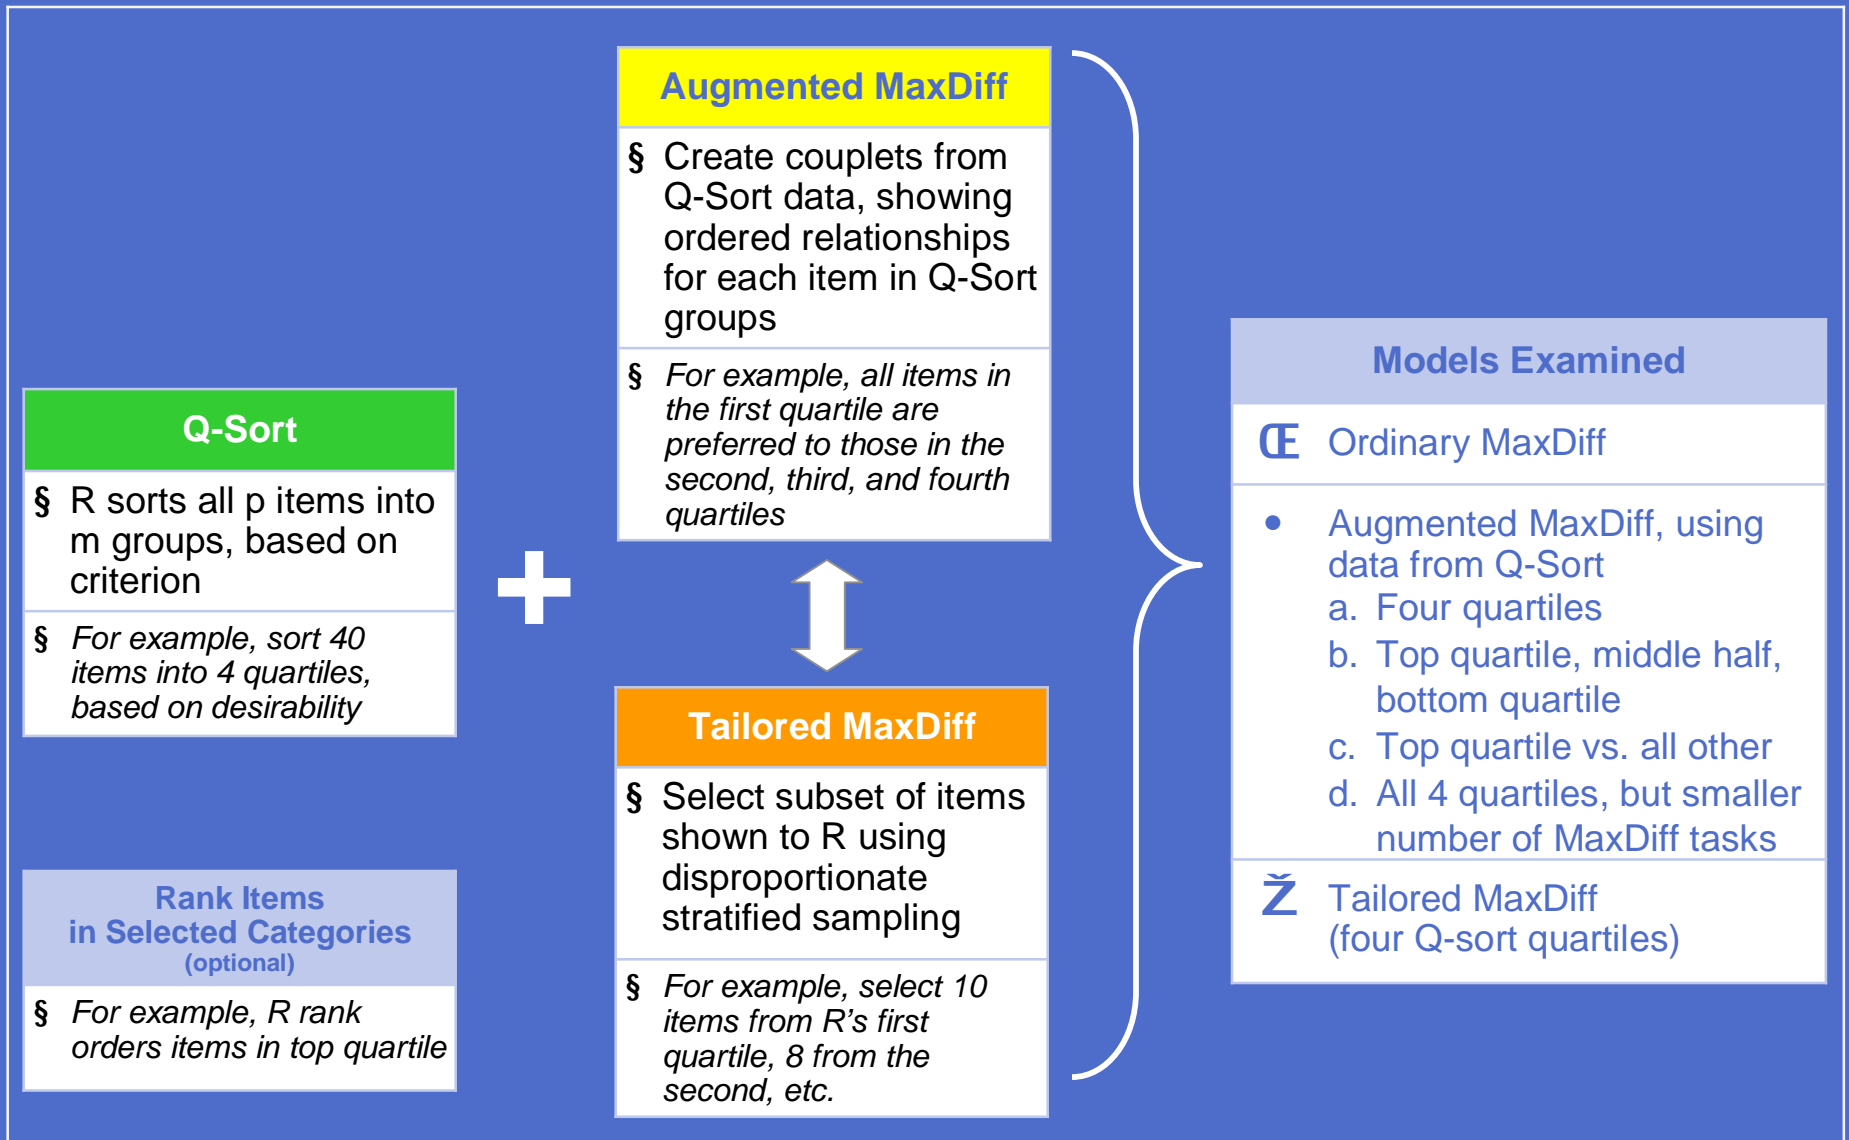 Q-Sort
§ R sorts all p items into
m groups, based on
criterion
§ For example, sort 40
items into 4 quartiles,
based on desirability
Rank Items
in Selected Categories
(optional)
§ For example, R rank
orders items in top quartile
Augmented MaxDiff
§ Create couplets from
Q-Sort data, showing
ordered relationships
for each item in Q-Sort
groups
§ For example, all items in
the first quartile are
preferred to those in the
second, third, and fourth
quartiles
Tailored MaxDiff
§ Select subset of items
shown to R using
disproportionate
stratified sampling
§ For example, select 10
items from R’s first
quartile, 8 from the
second, etc.
Models Examined
Œ Ordinary MaxDiff
• Augmented MaxDiff, using
data from Q-Sort
a. Four quartiles
b. Top quartile, middle half,
bottom quartile
c. Top quartile vs. all other
d. All 4 quartiles, but smaller
number of MaxDiff tasks
Ž Tailored MaxDiff
(four Q-sort quartiles)